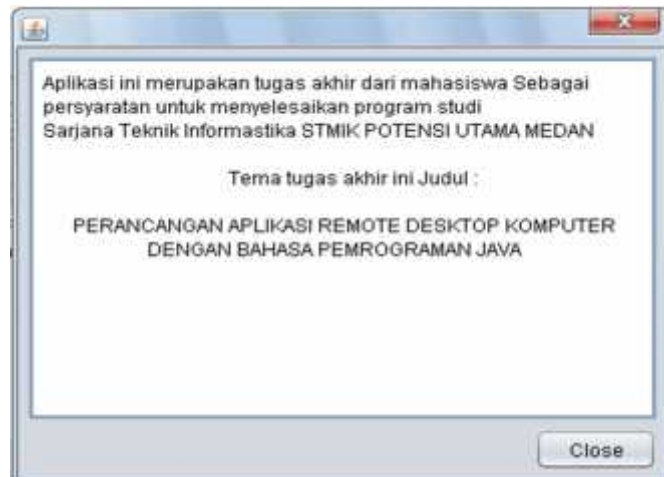 Aplikasi ini merupakan tugas akhir dari mahasiswa Sebagai
persyaratan untuk menyelesaikan program studi
Sarjana Teknik Informastika STMIK POTENSI UTAMA MEDAN
Tema tugas akhir ini Judul :
PERANCANGAN APLIKASI REMOTE DESKTOP KOMPUTER
DENGAN BAHASA PEMROGRAMAN JAVA
Close